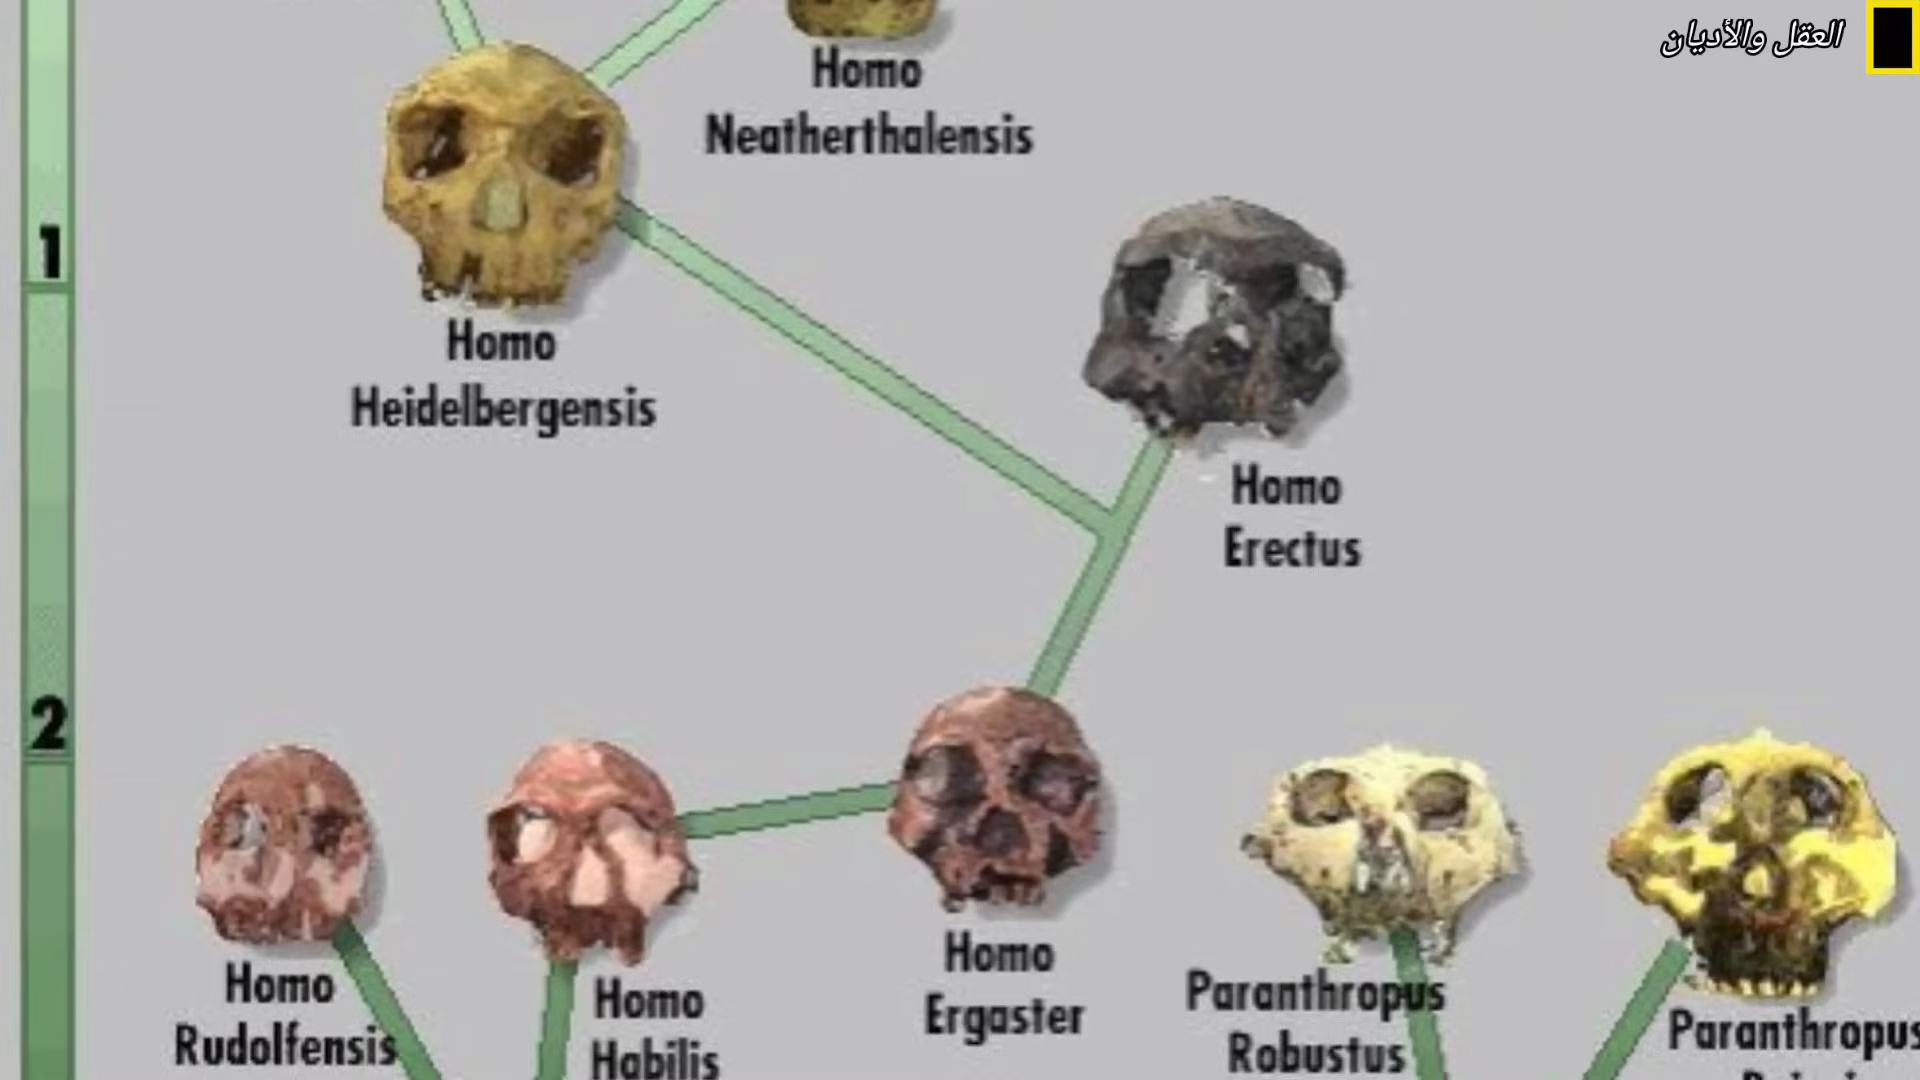 العقل والأديان
Homo
Neatherthalensis
1
Homo
Heidelbergensis
Homo
Erectus
2
Homo
Rudolfensis
Homo
Habilis
Homo
Ergaster
Paranthropus
Robustus
Paranthropus